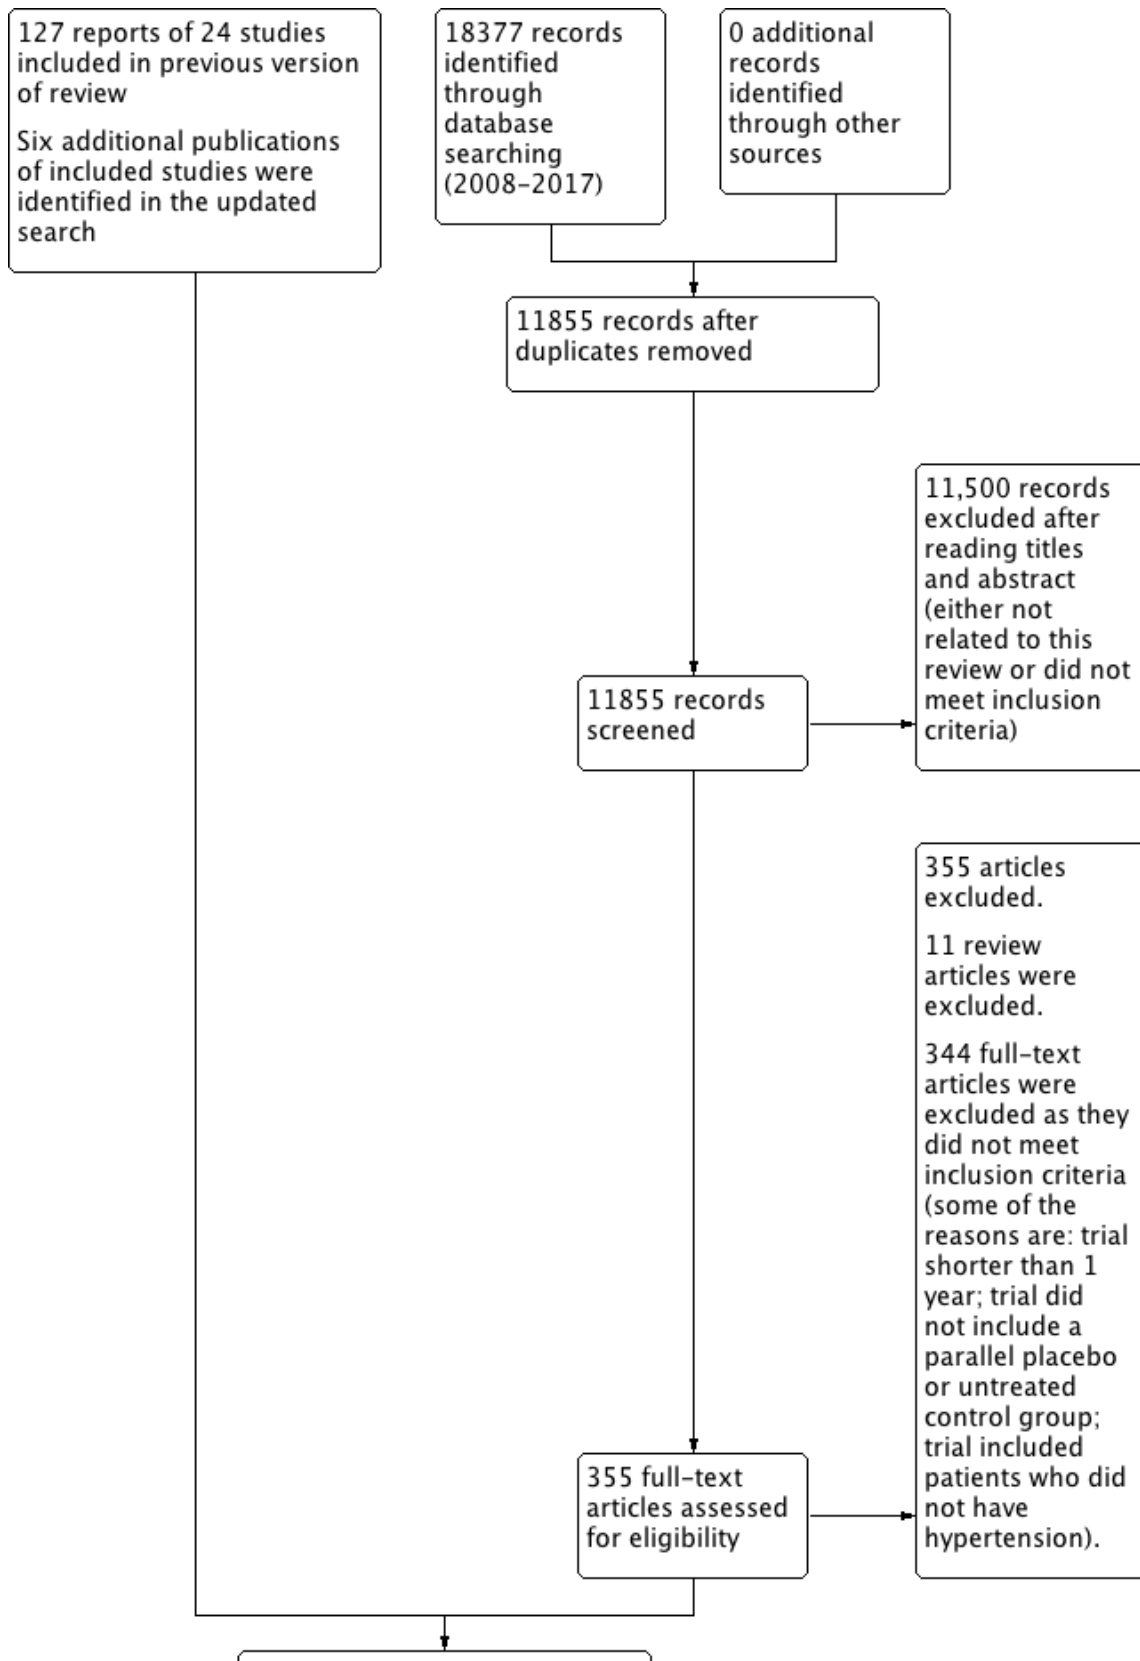 127 reports of 24 studies
included in previous version
of review
Six additional publications
of included studies were
identified in the updated
search
18377 records
identified
through
database
searching
(2008–2017)
0 additional
records
identified
through other
sources
11855 records after
duplicates removed
11,500 records
excluded after
reading titles
and abstract
(either not
related to this
review or did not
meet inclusion
criteria)
11855 records
screened
355 articles
excluded.
11 review
articles were
excluded.
344 full–text
articles were
excluded as they
did not meet
inclusion criteria
(some of the
reasons are: trial
shorter than 1
year; trial did
not include a
parallel placebo
or untreated
control group;
trial included
patients who did
not have
hypertension).
355 full–text
articles assessed
for eligibility